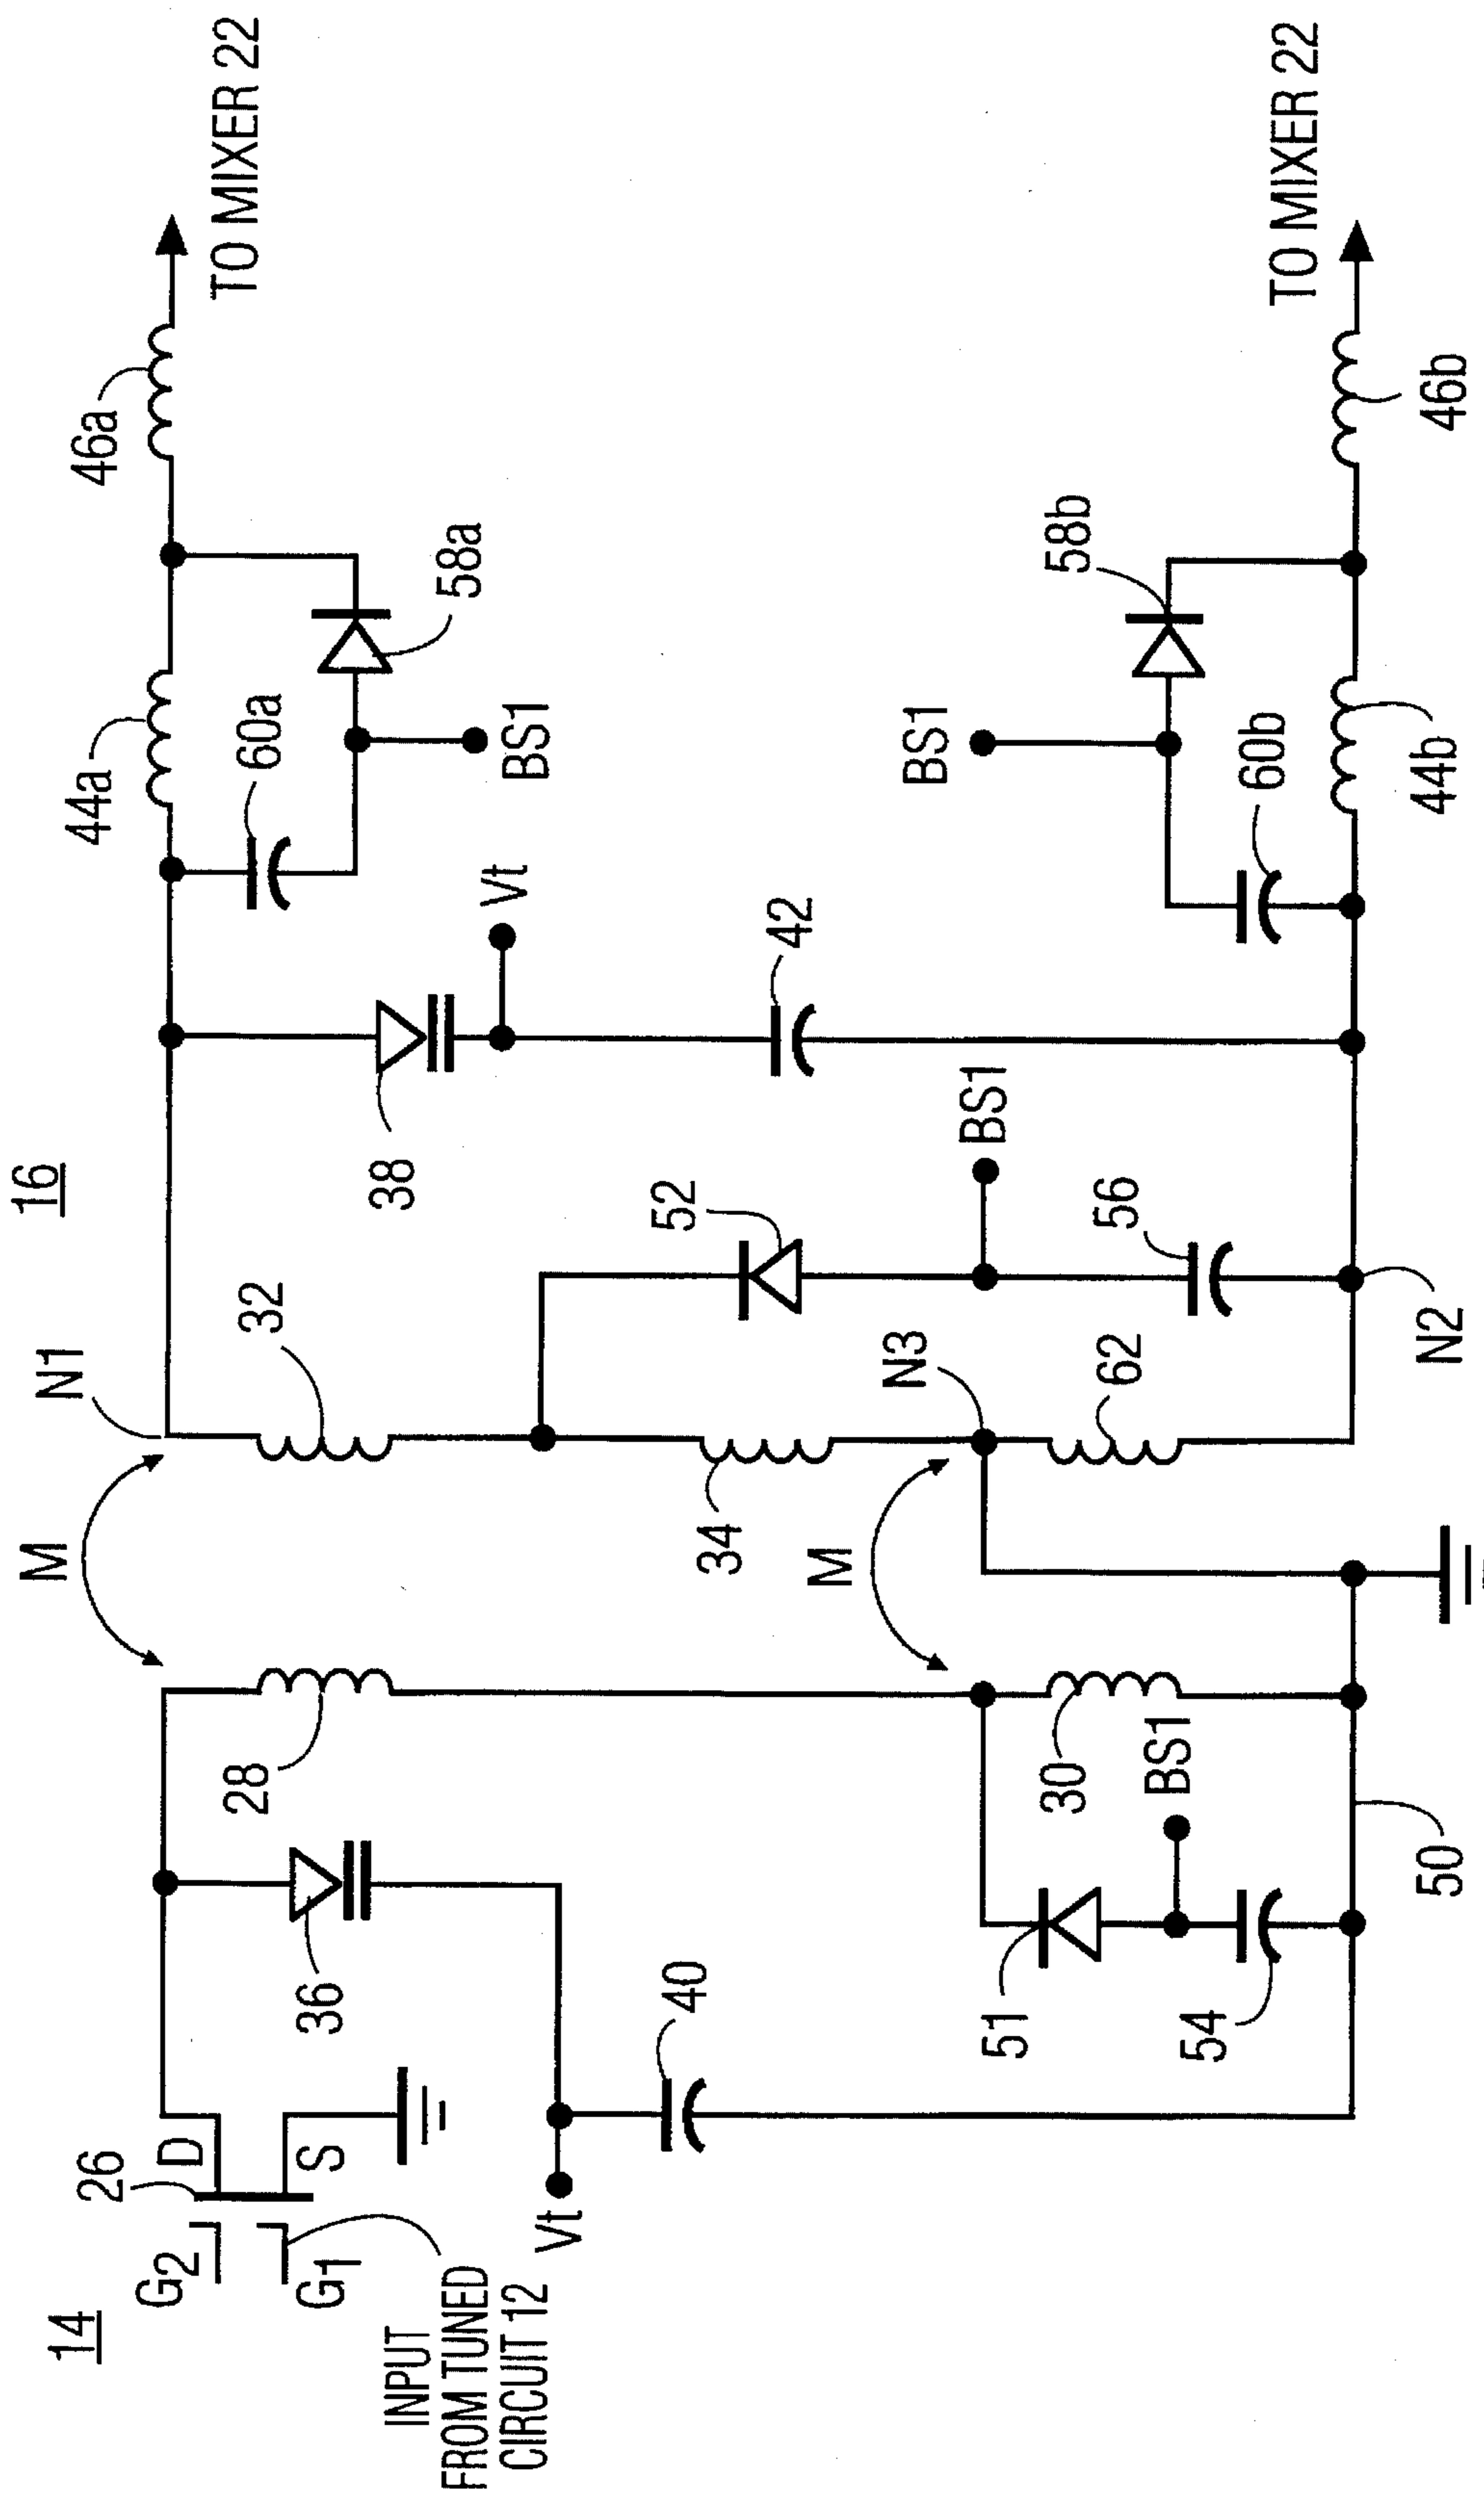 14
16
26
G2
D
G1
S
INPUT
FROM TUNED
CIRCUIT 12
Vt
36
28
40
51
54
BS1
30
50
M
M
N1
32
34
N3
62
N2
52
BS1
56
38
Vt
42
44a
60a
BS1
58a
46a
TO MIXER 22
BS1
60b
44b
58b
46b
TO MIXER 22